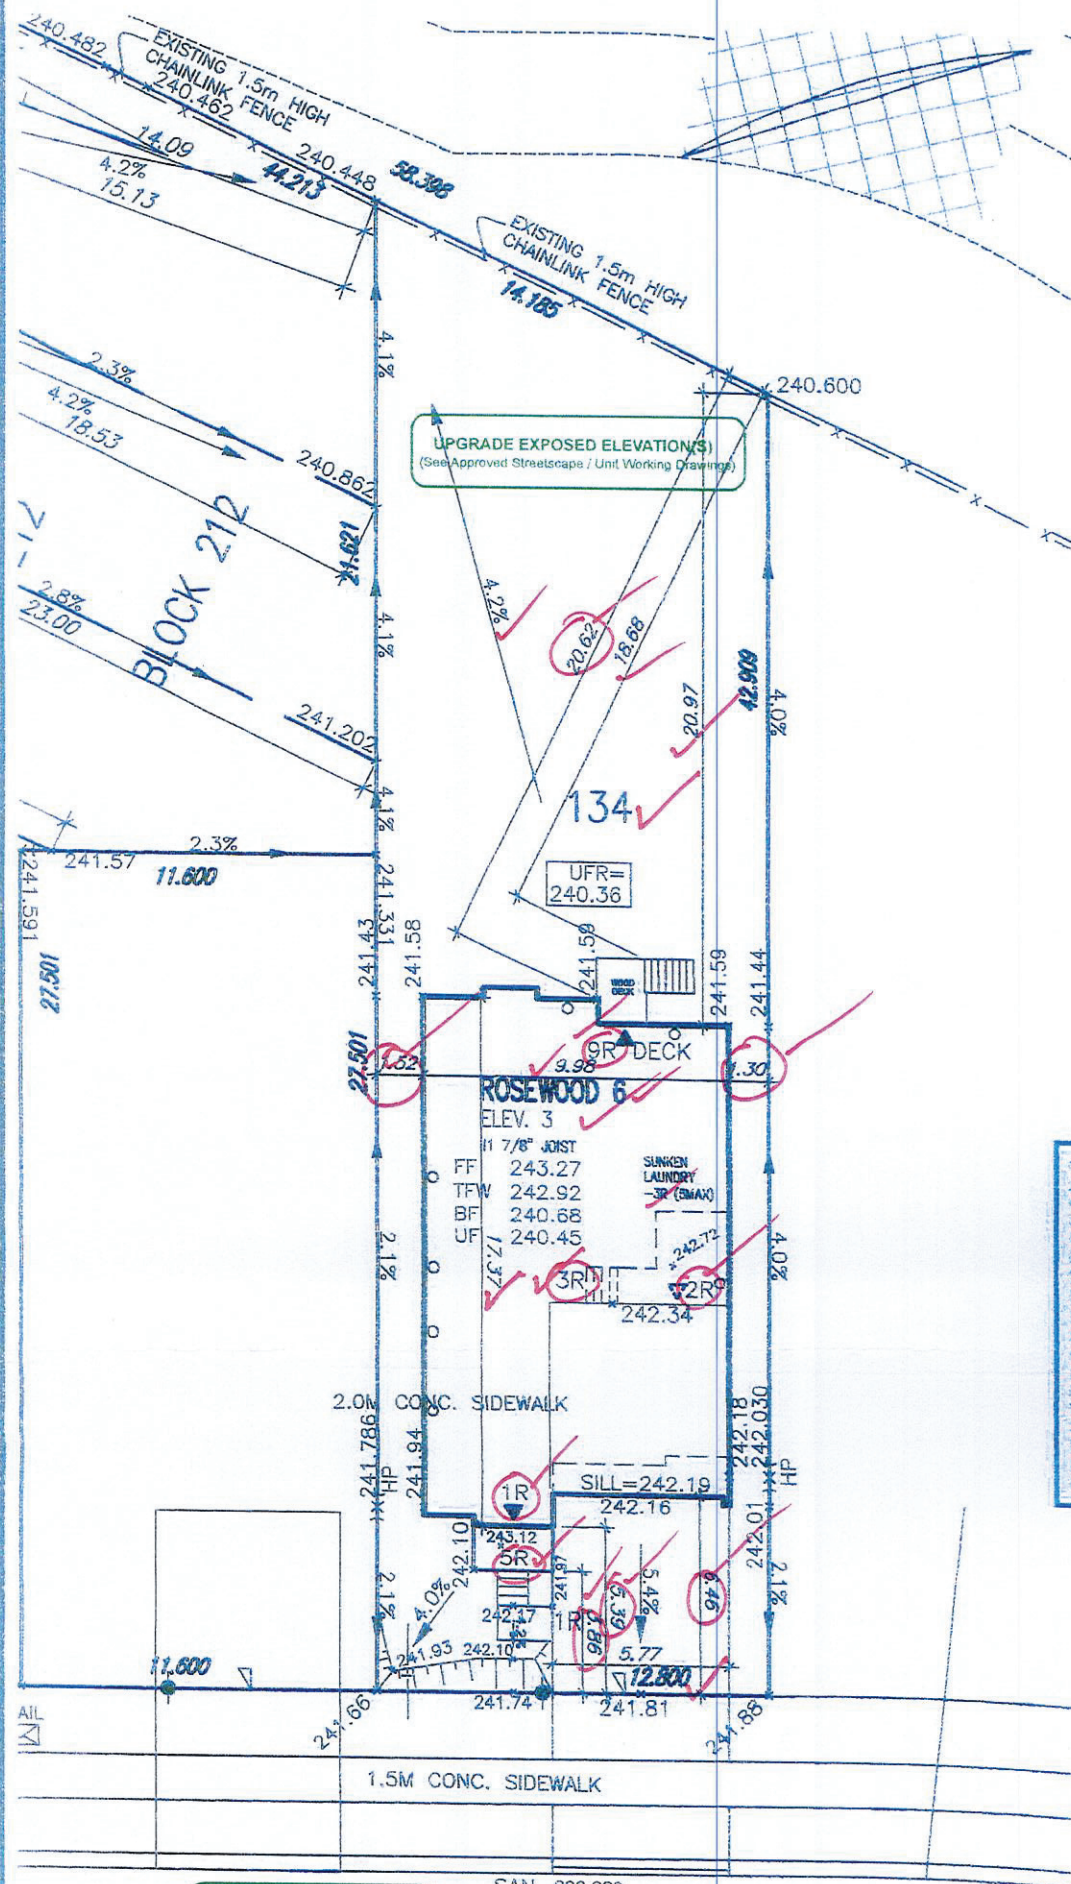 240.482
EXISTING 1.5m HIGH
CHAINLINK FENCE
240.462
14.09
4.2%
15.13
44.213
240.448
58.398
EXISTING 1.5m HIGH
CHAINLINK FENCE
14.185
240.600
4.1%
2.3%
4.2%
18.53
240.862
UPGRADE EXPOSED ELEVATION(S)
(See Approved Streetscape / Unit Working Drawings)
BLOCK 212
21.621
4.2%
20.62
18.68
20.97
42.909
4.0%
4.1%
2.8%
23.00
241.202
4.1%
134
2.3%
241.57
11.600
241.591
27.501
UFR=
240.36
241.331
241.43
241.58
241.59
WOOD
DECK
241.59
241.44
27.501
1.52
9R DECK
9.98
1.30
ROSEWOOD 6
ELEV. 3
11 7/8" JOIST
FF 243.27
TFW 242.92
BF 240.68
UF 240.45
SUNKEN
LAUNDRY
-3R (5MAX)
17.37
242.72
2.1%
4.0%
3R
2R
242.34
2.0M CONC. SIDEWALK
241.786
HP
241.94
242.18
242.030
HP
1R
SILL=242.19
242.16
242.01
243.12
5R
242.10
241.97
2.1%
4.0%
242.17
1R
4.86
5.39
5.4%
6.46
2.1%
241.93
242.10
5.77
11.600
12.800
241.74
241.81
241.66
241.88
AIL
1.5M CONC. SIDEWALK